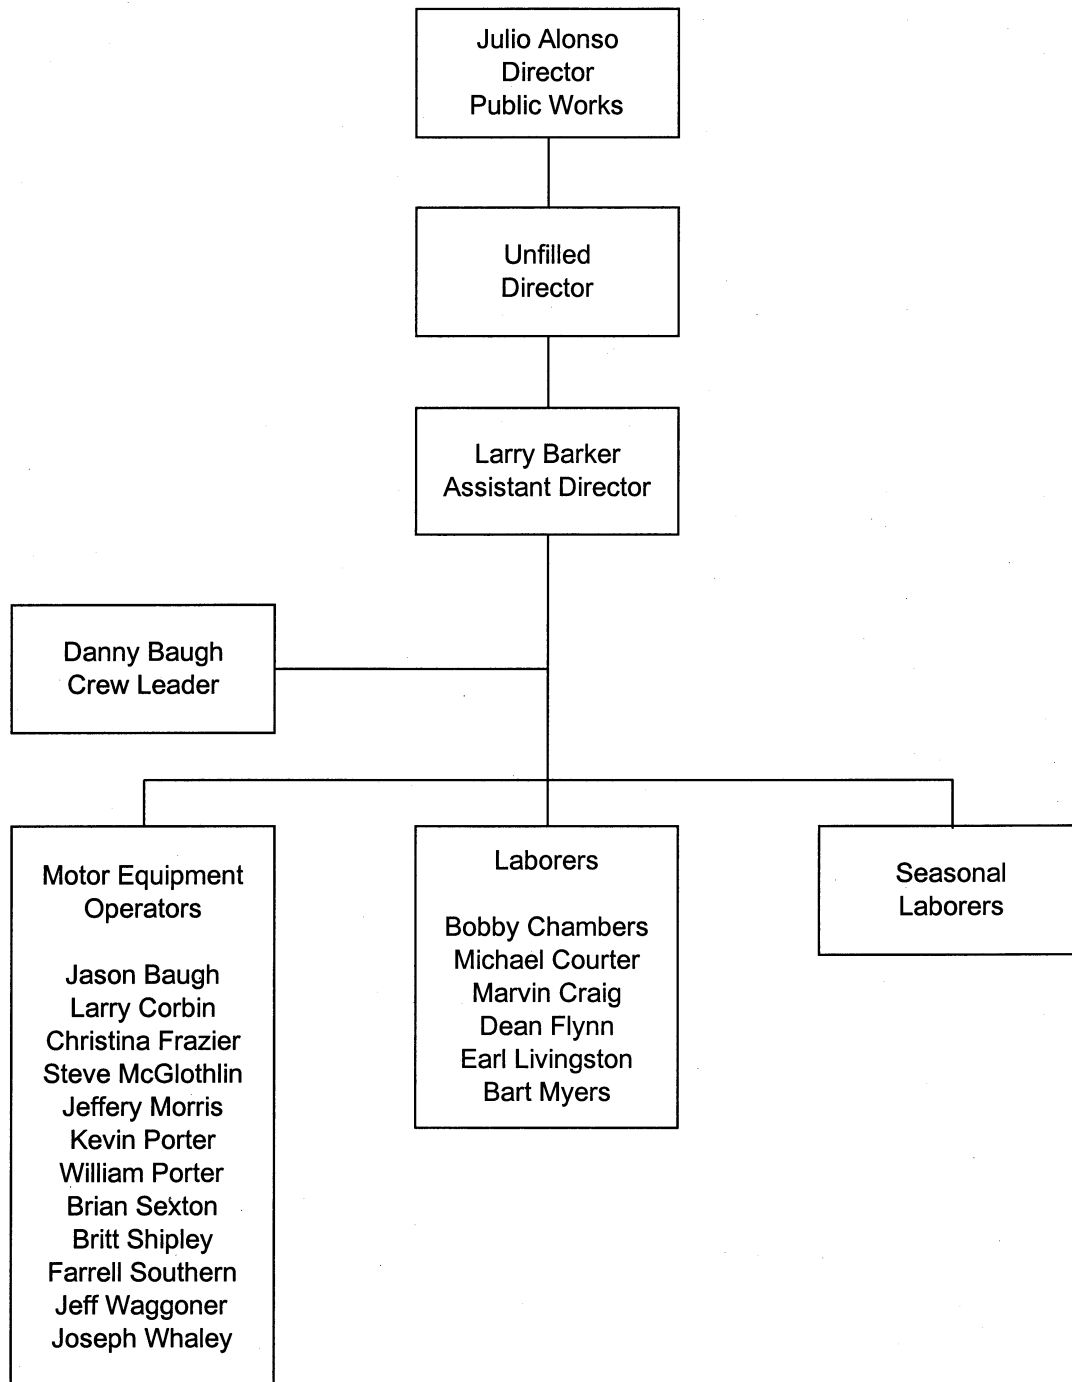 Julio Alonso
Director
Public Works
Unfilled
Director
Larry Barker
Assistant Director
Danny Baugh
Crew Leader
Motor Equipment
Operators
Jason Baugh
Larry Corbin
Christina Frazier
Steve McGlothlin
Jeffery Morris
Kevin Porter
William Porter
Brian Sexton
Britt Shipley
Farrell Southern
Jeff Waggoner
Joseph Whaley
Laborers
Bobby Chambers
Michael Courter
Marvin Craig
Dean Flynn
Earl Livingston
Bart Myers
Seasonal
Laborers